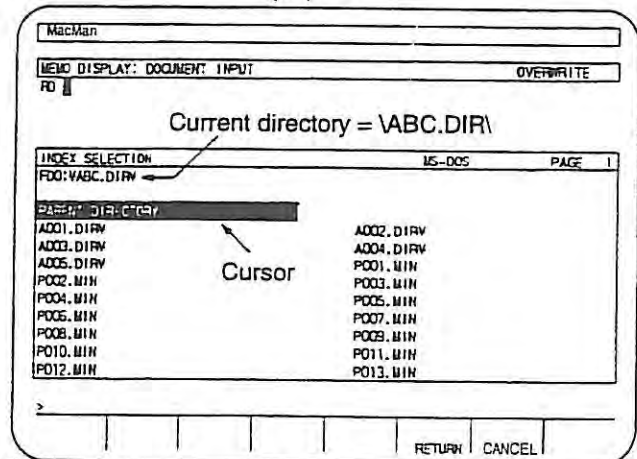 MacMan
MEMO DISPLAY: DOCUMENT INPUT OVERWRITE
RD
Current directory = \ABC.DIR\
INDEX SELECTION MS-DOS PAGE 1
FD0:¥ABC.DIR¥
PARENT DIRECTORY
A001.DIR¥ A002.DIR¥
A003.DIR¥ A004.DIR¥
A005.DIR¥ P001.MIN
Cursor
P002.MIN P003.MIN
P004.MIN P005.MIN
P006.MIN P007.MIN
P008.MIN P009.MIN
P010.MIN P011.MIN
P012.MIN P013.MIN
>
RETURN CANCEL